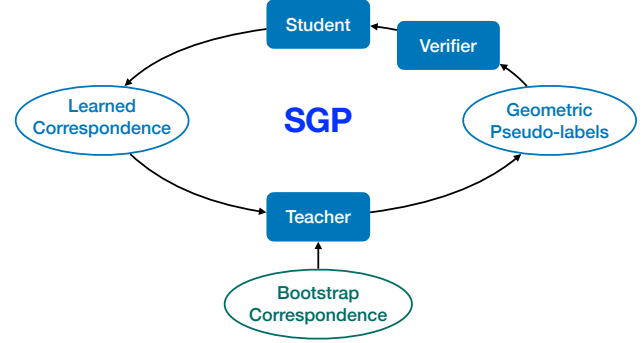 Student
Verifier
Learned
Correspondence
SGP
Geometric
Pseudo-labels
Teacher
Bootstrap
Correspondence